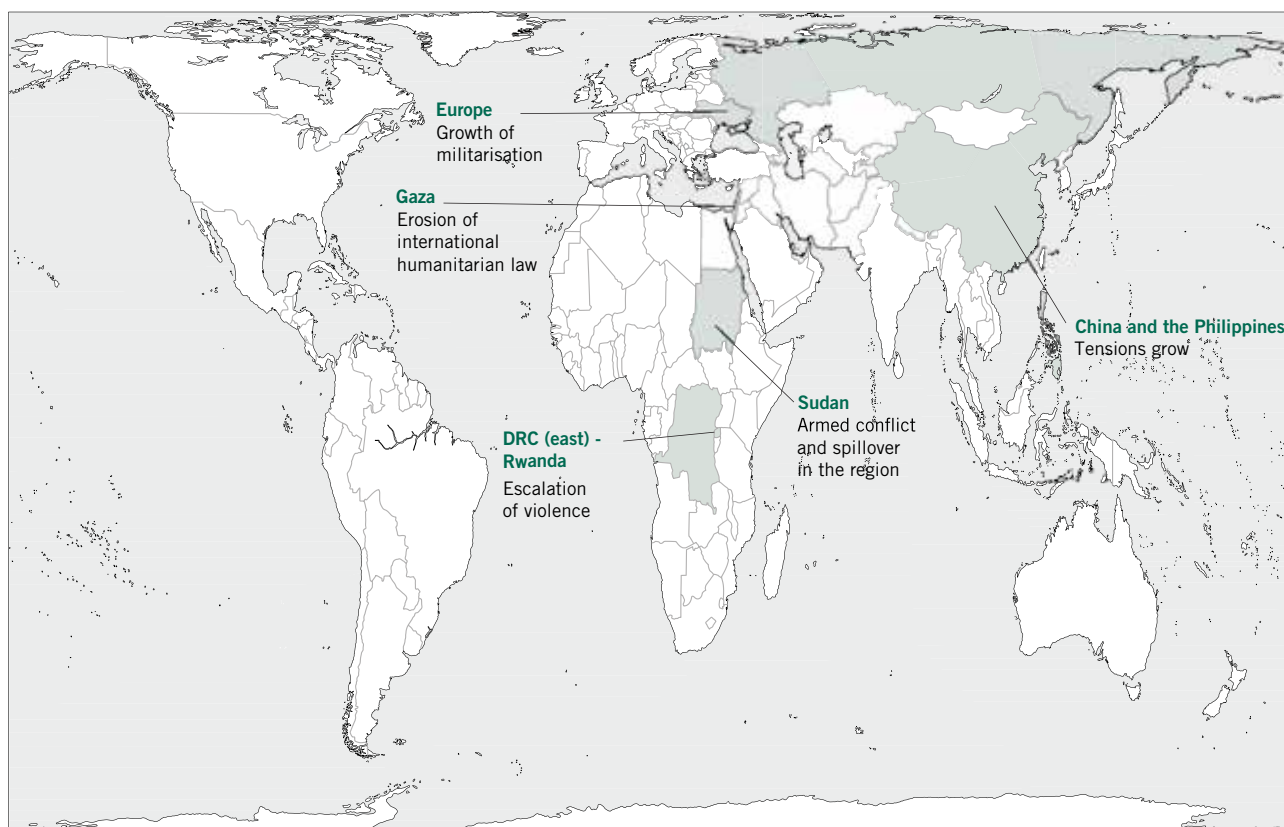 Europe
Growth of
militarisation
Gaza
Erosion of
international
humanitarian law
China and the Philippines
Tensions grow
Sudan
Armed conflict
and spillover
in the region
DRC (east) -
Rwanda
Escalation
of violence